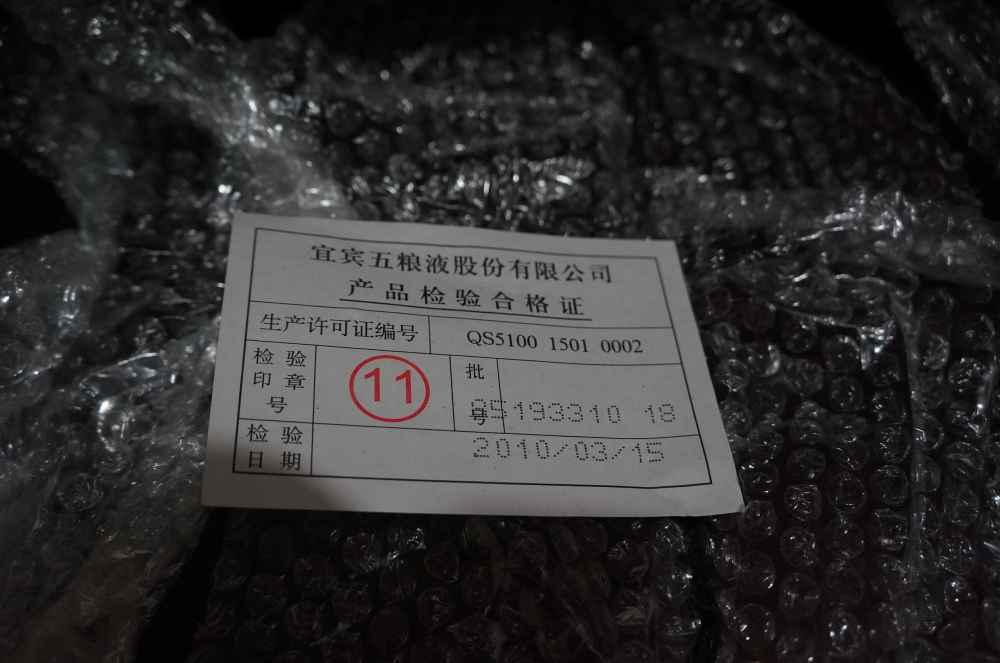 宜宾五粮液股份有限公司
产品检验合格证
生产许可证编号 QS5100 1501 0002
检验印章号 11 批号 05193310 18
检验日期 2010/03/15